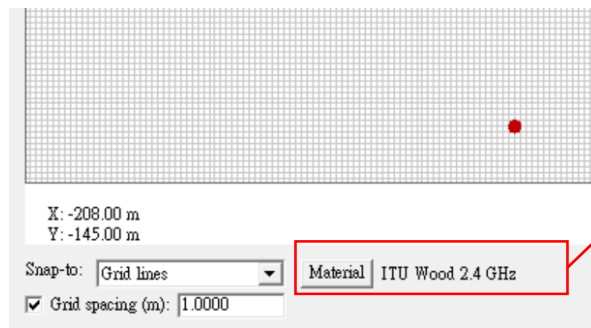 X: -208.00 m
Y: -145.00 m
Snap-to: Grid lines Material ITU Wood 2.4 GHz
Grid spacing (m): 1.0000